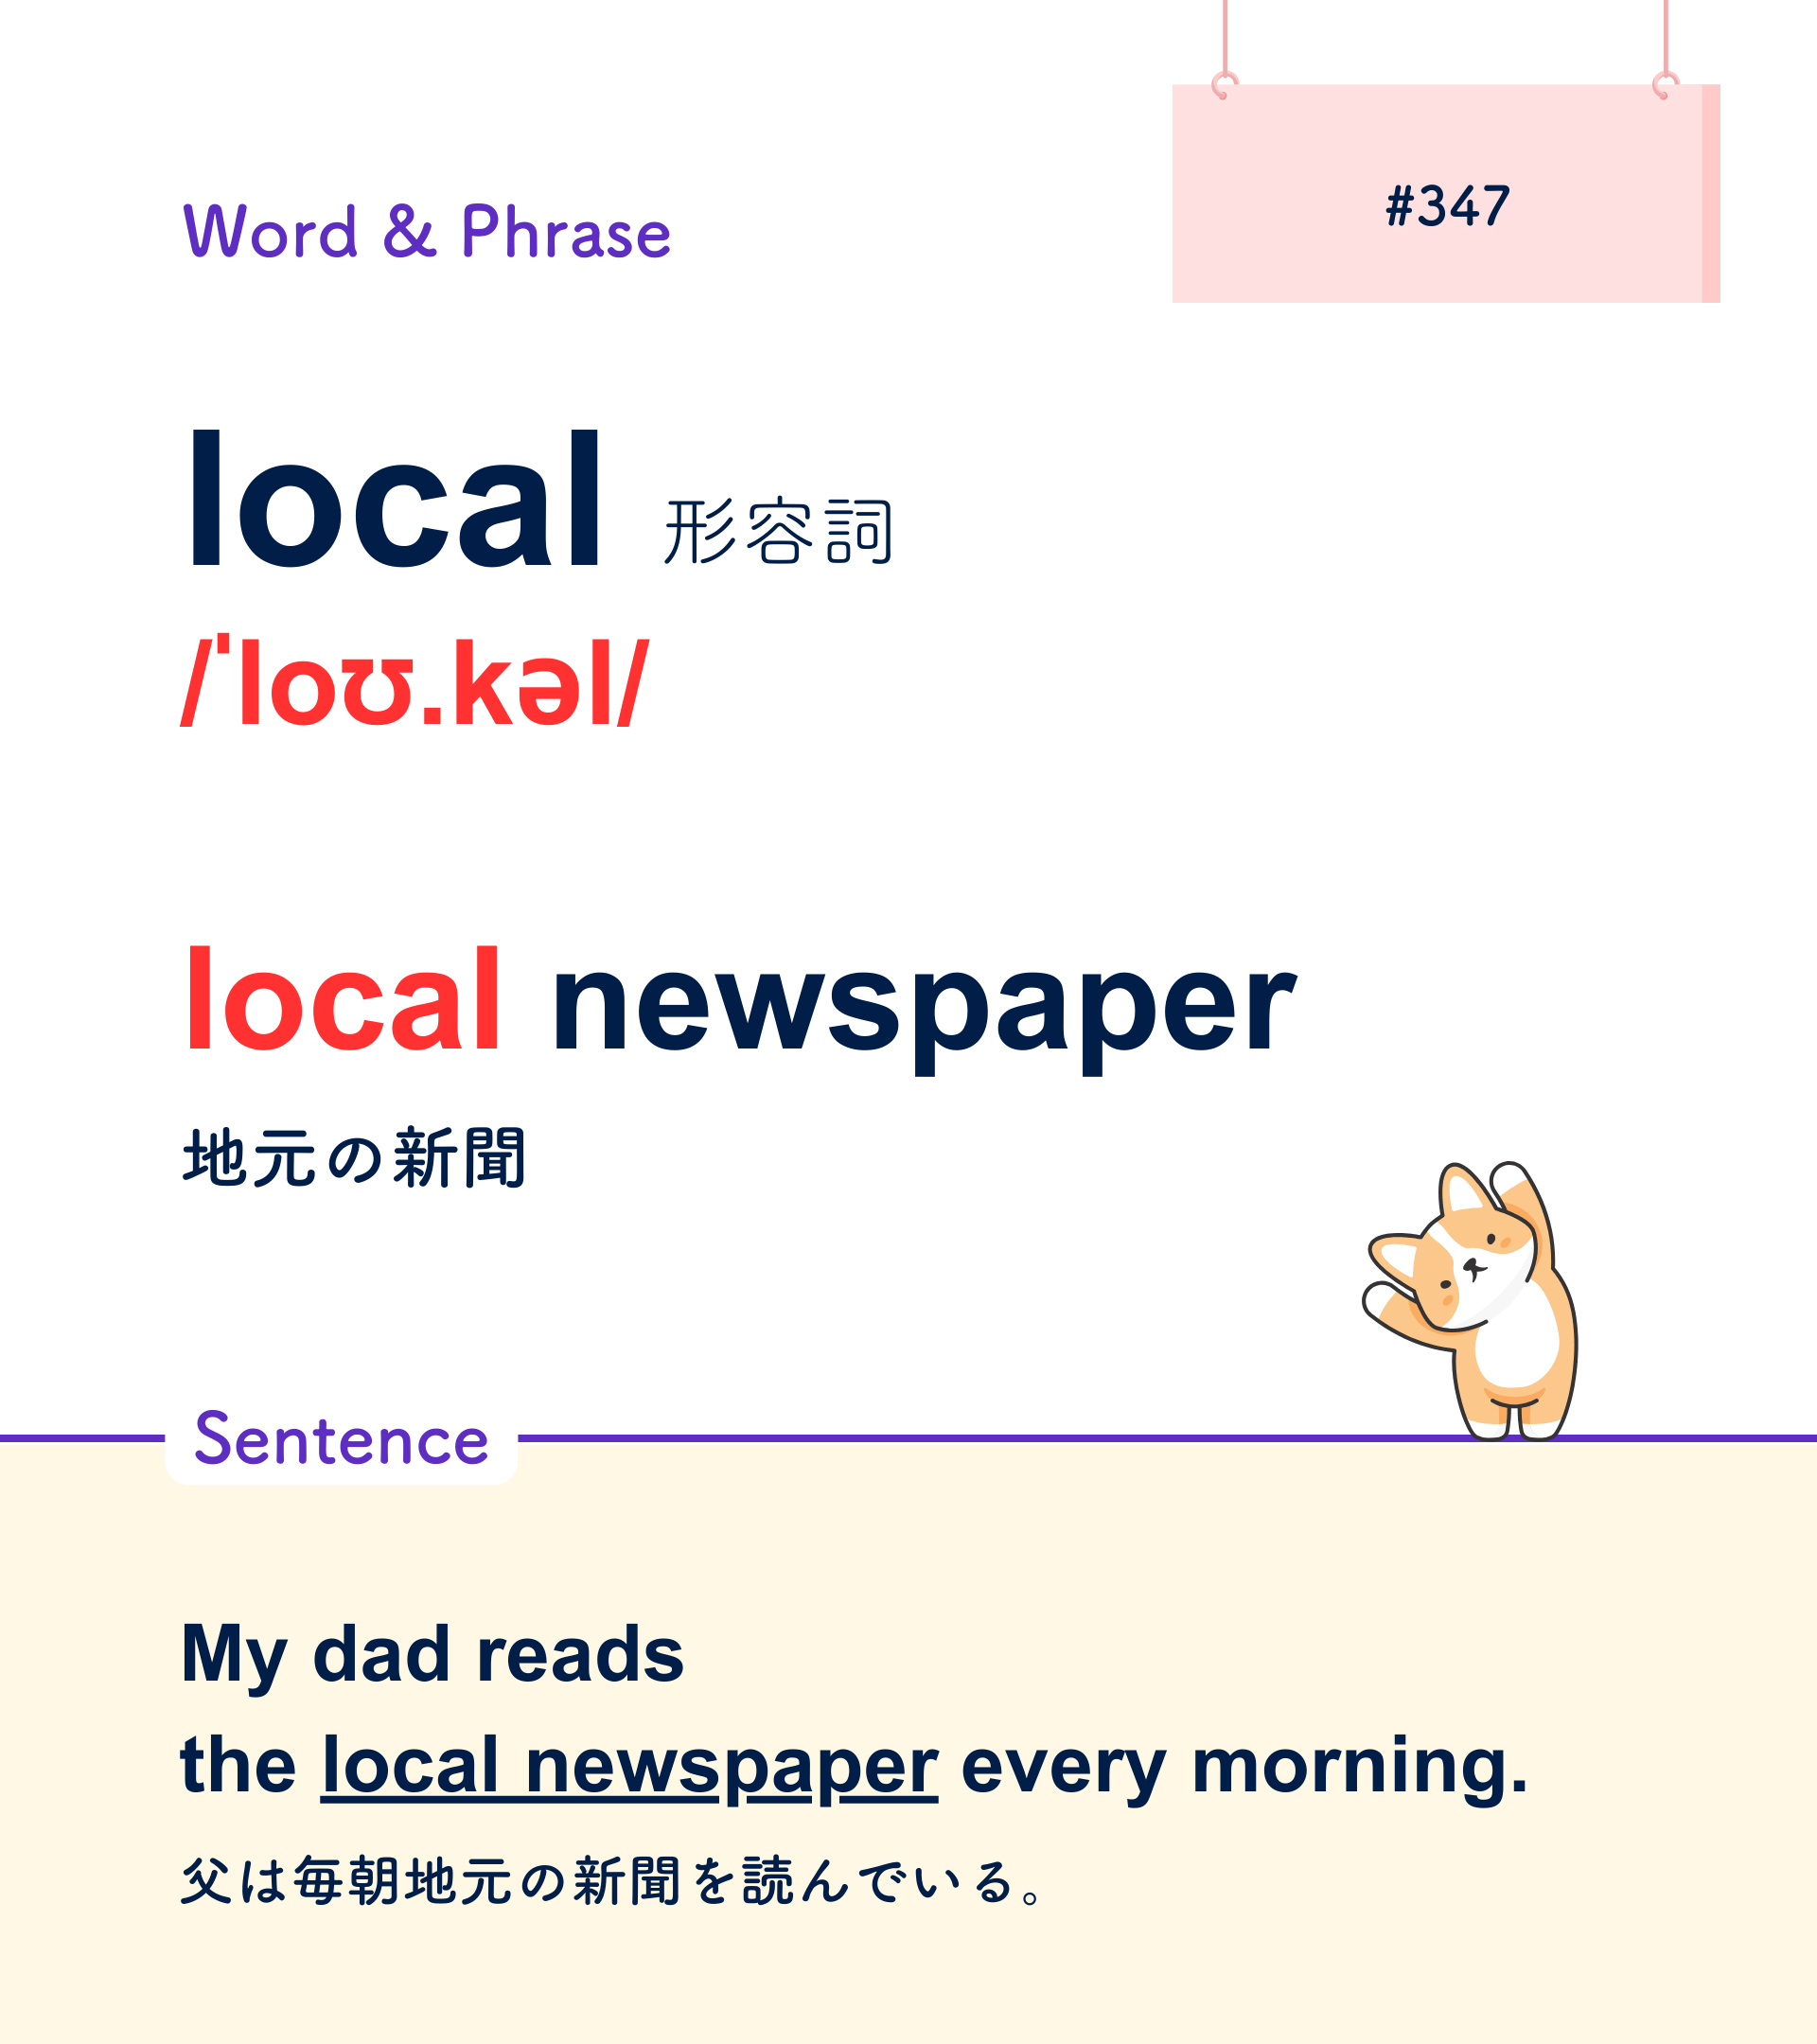 #347
Word & Phrase
local 形容詞
/ˈloʊ.kəl/
local newspaper
地元の新聞
Sentence
My dad reads
the local newspaper every morning.
父は毎朝地元の新聞を読んでいる。